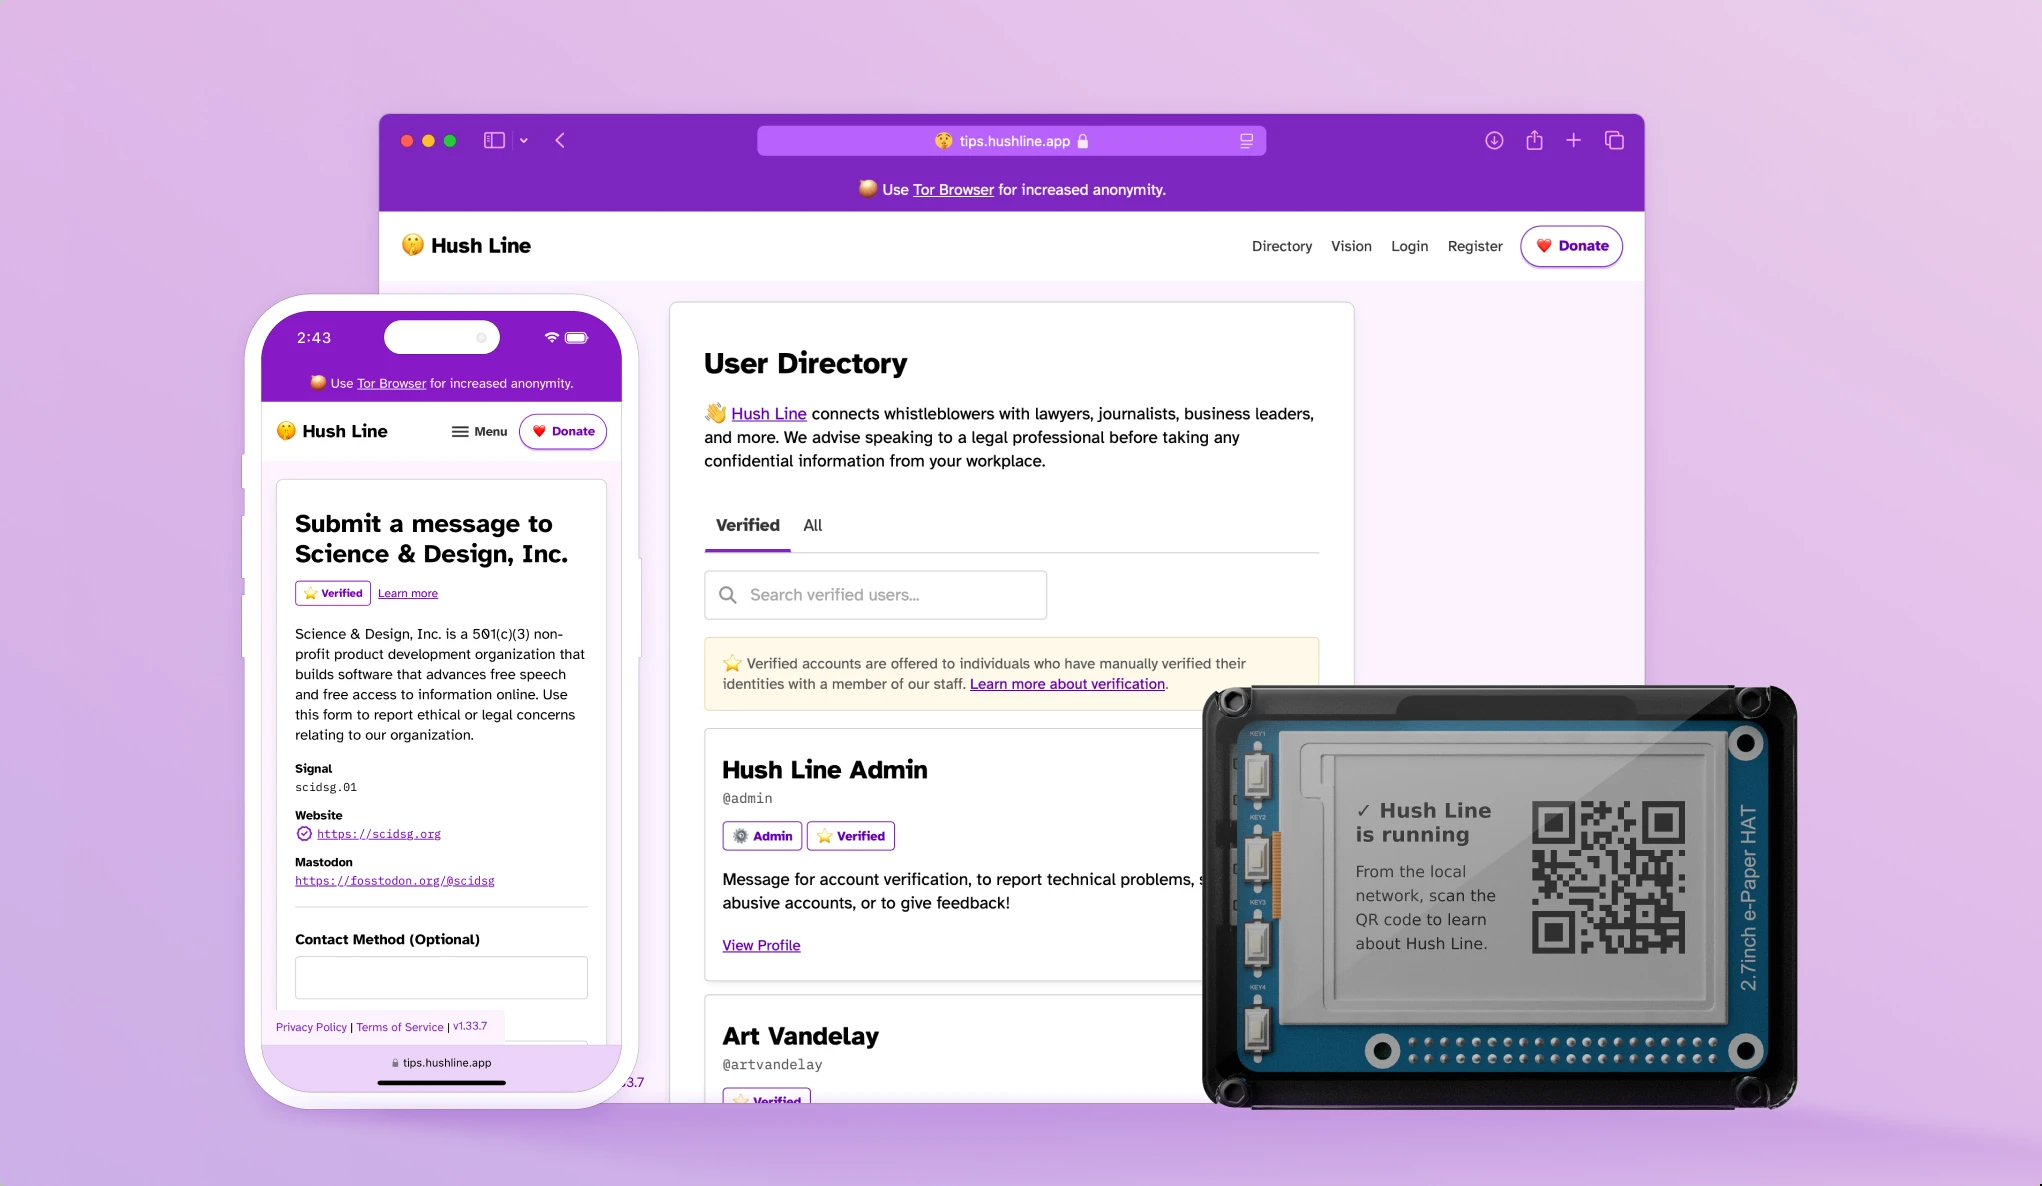 tips.hushline.app
Use Tor Browser for increased anonymity.
Hush Line
Directory
Vision
Login
Register
Donate
User Directory
Hush Line connects whistleblowers with lawyers, journalists, business leaders,
and more. We advise speaking to a legal professional before taking any
confidential information from your workplace.
Verified
All
Search verified users...
Verified accounts are offered to individuals who have manually verified their
identities with a member of our staff. Learn more about verification.
Hush Line Admin
@admin
Admin
Verified
Message for account verification, to report technical problems,
abusive accounts, or to give feedback!
View Profile
Art Vandelay
@artvandelay
Verified
2:43
Use Tor Browser for increased anonymity.
Hush Line
Menu
Donate
Submit a message to
Science & Design, Inc.
Verified
Learn more
Science & Design, Inc. is a 501(c)(3) non-
profit product development organization that
builds software that advances free speech
and free access to information online. Use
this form to report ethical or legal concerns
relating to our organization.
Signal
scidsg.01
Website
https://scidsg.org
Mastodon
https://fosstodon.org/@scidsg
Contact Method (Optional)
Privacy Policy | Terms of Service | v1.33.7
tips.hushline.app
KEY1
KEY2
KEY3
KEY4
✓ Hush Line
is running
From the local
network, scan the
QR code to learn
about Hush Line.
2.7inch e-Paper HAT